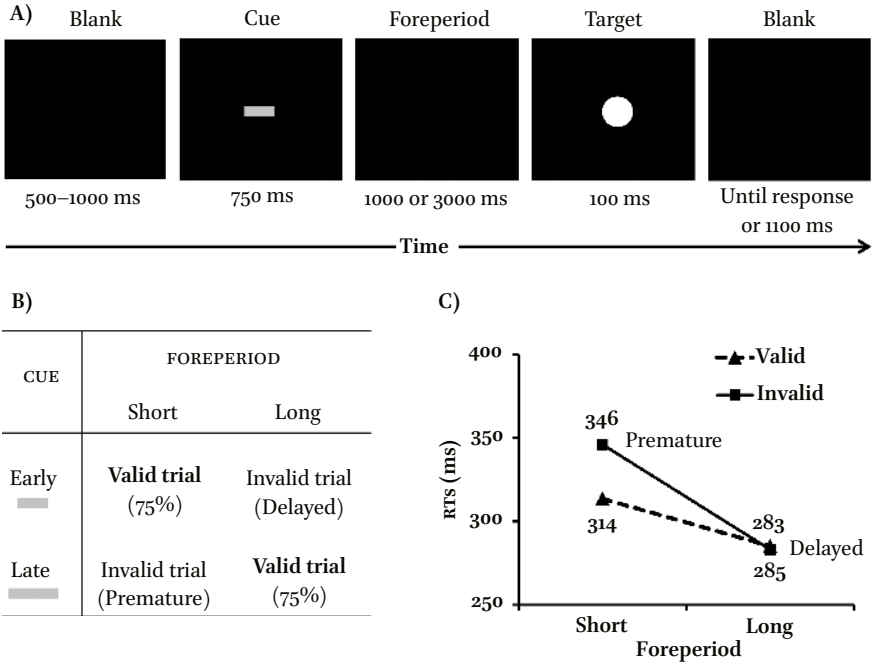 A)
Blank Cue Foreperiod Target Blank
500–1000 ms 750 ms 1000 or 3000 ms 100 ms Until response
or 1100 ms
Time
B)
CUE FOREPERIOD
Short Long
Early Valid trial Invalid trial
(75%) (Delayed)
Late Invalid trial Valid trial
(Premature) (75%)
C)
400
350
300
250
RTs (ms)
Valid
Invalid
346
Premature
314
283
Delayed
285
Short Long
Foreperiod